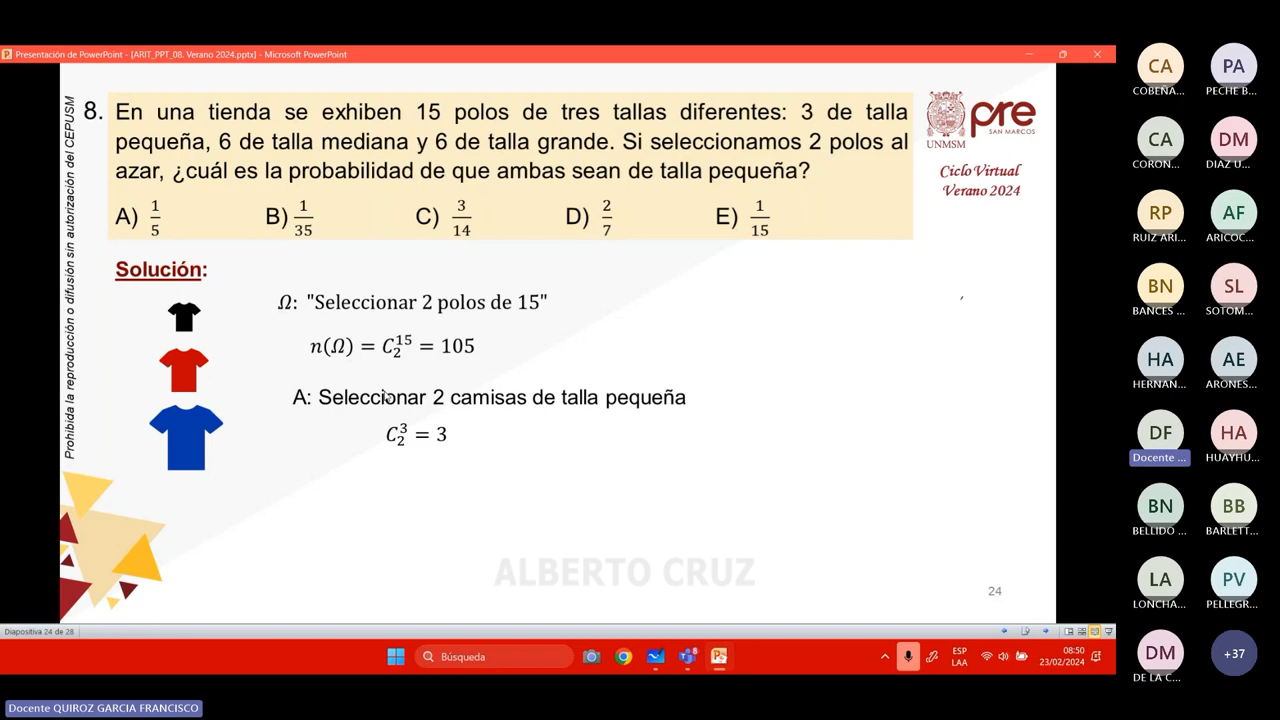 Presentación de PowerPoint - [ARIT_PPT_08. Verano 2024.pptx] - Microsoft PowerPoint
Prohibida la reproducción o difusión sin autorización del CEPUSM
8. En una tienda se exhiben 15 polos de tres tallas diferentes: 3 de talla
pequeña, 6 de talla mediana y 6 de talla grande. Si seleccionamos 2 polos al
azar, ¿cuál es la probabilidad de que ambas sean de talla pequeña?
A) 1/5 B) 1/35 C) 3/14 D) 2/7 E) 1/15
UNMSM
pre
SAN MARCOS
Ciclo Virtual
Verano 2024
Solución:
Ω: "Seleccionar 2 polos de 15"
n(Ω) = C₂¹⁵ = 105
A: Seleccionar 2 camisas de talla pequeña
C₂³ = 3
ALBERTO CRUZ
24
Diapositiva 24 de 28
Búsqueda
8
ESP
LAA
08:50
23/02/2024
CA PA
COBEÑA... PECHE B...
CA DM
CORON... DIAZ U...
RP AF
RUIZ ARI... ARICOC...
BN SL
BANCES ... SOTOM...
HA AE
HERNAN... ARONES...
DF HA
Docente ... HUAYHU...
BN BB
BELLIDO ... BARLETT...
LA PV
LONCHA... PELLEGR...
DM +37
DE LA C...
Docente QUIROZ GARCIA FRANCISCO